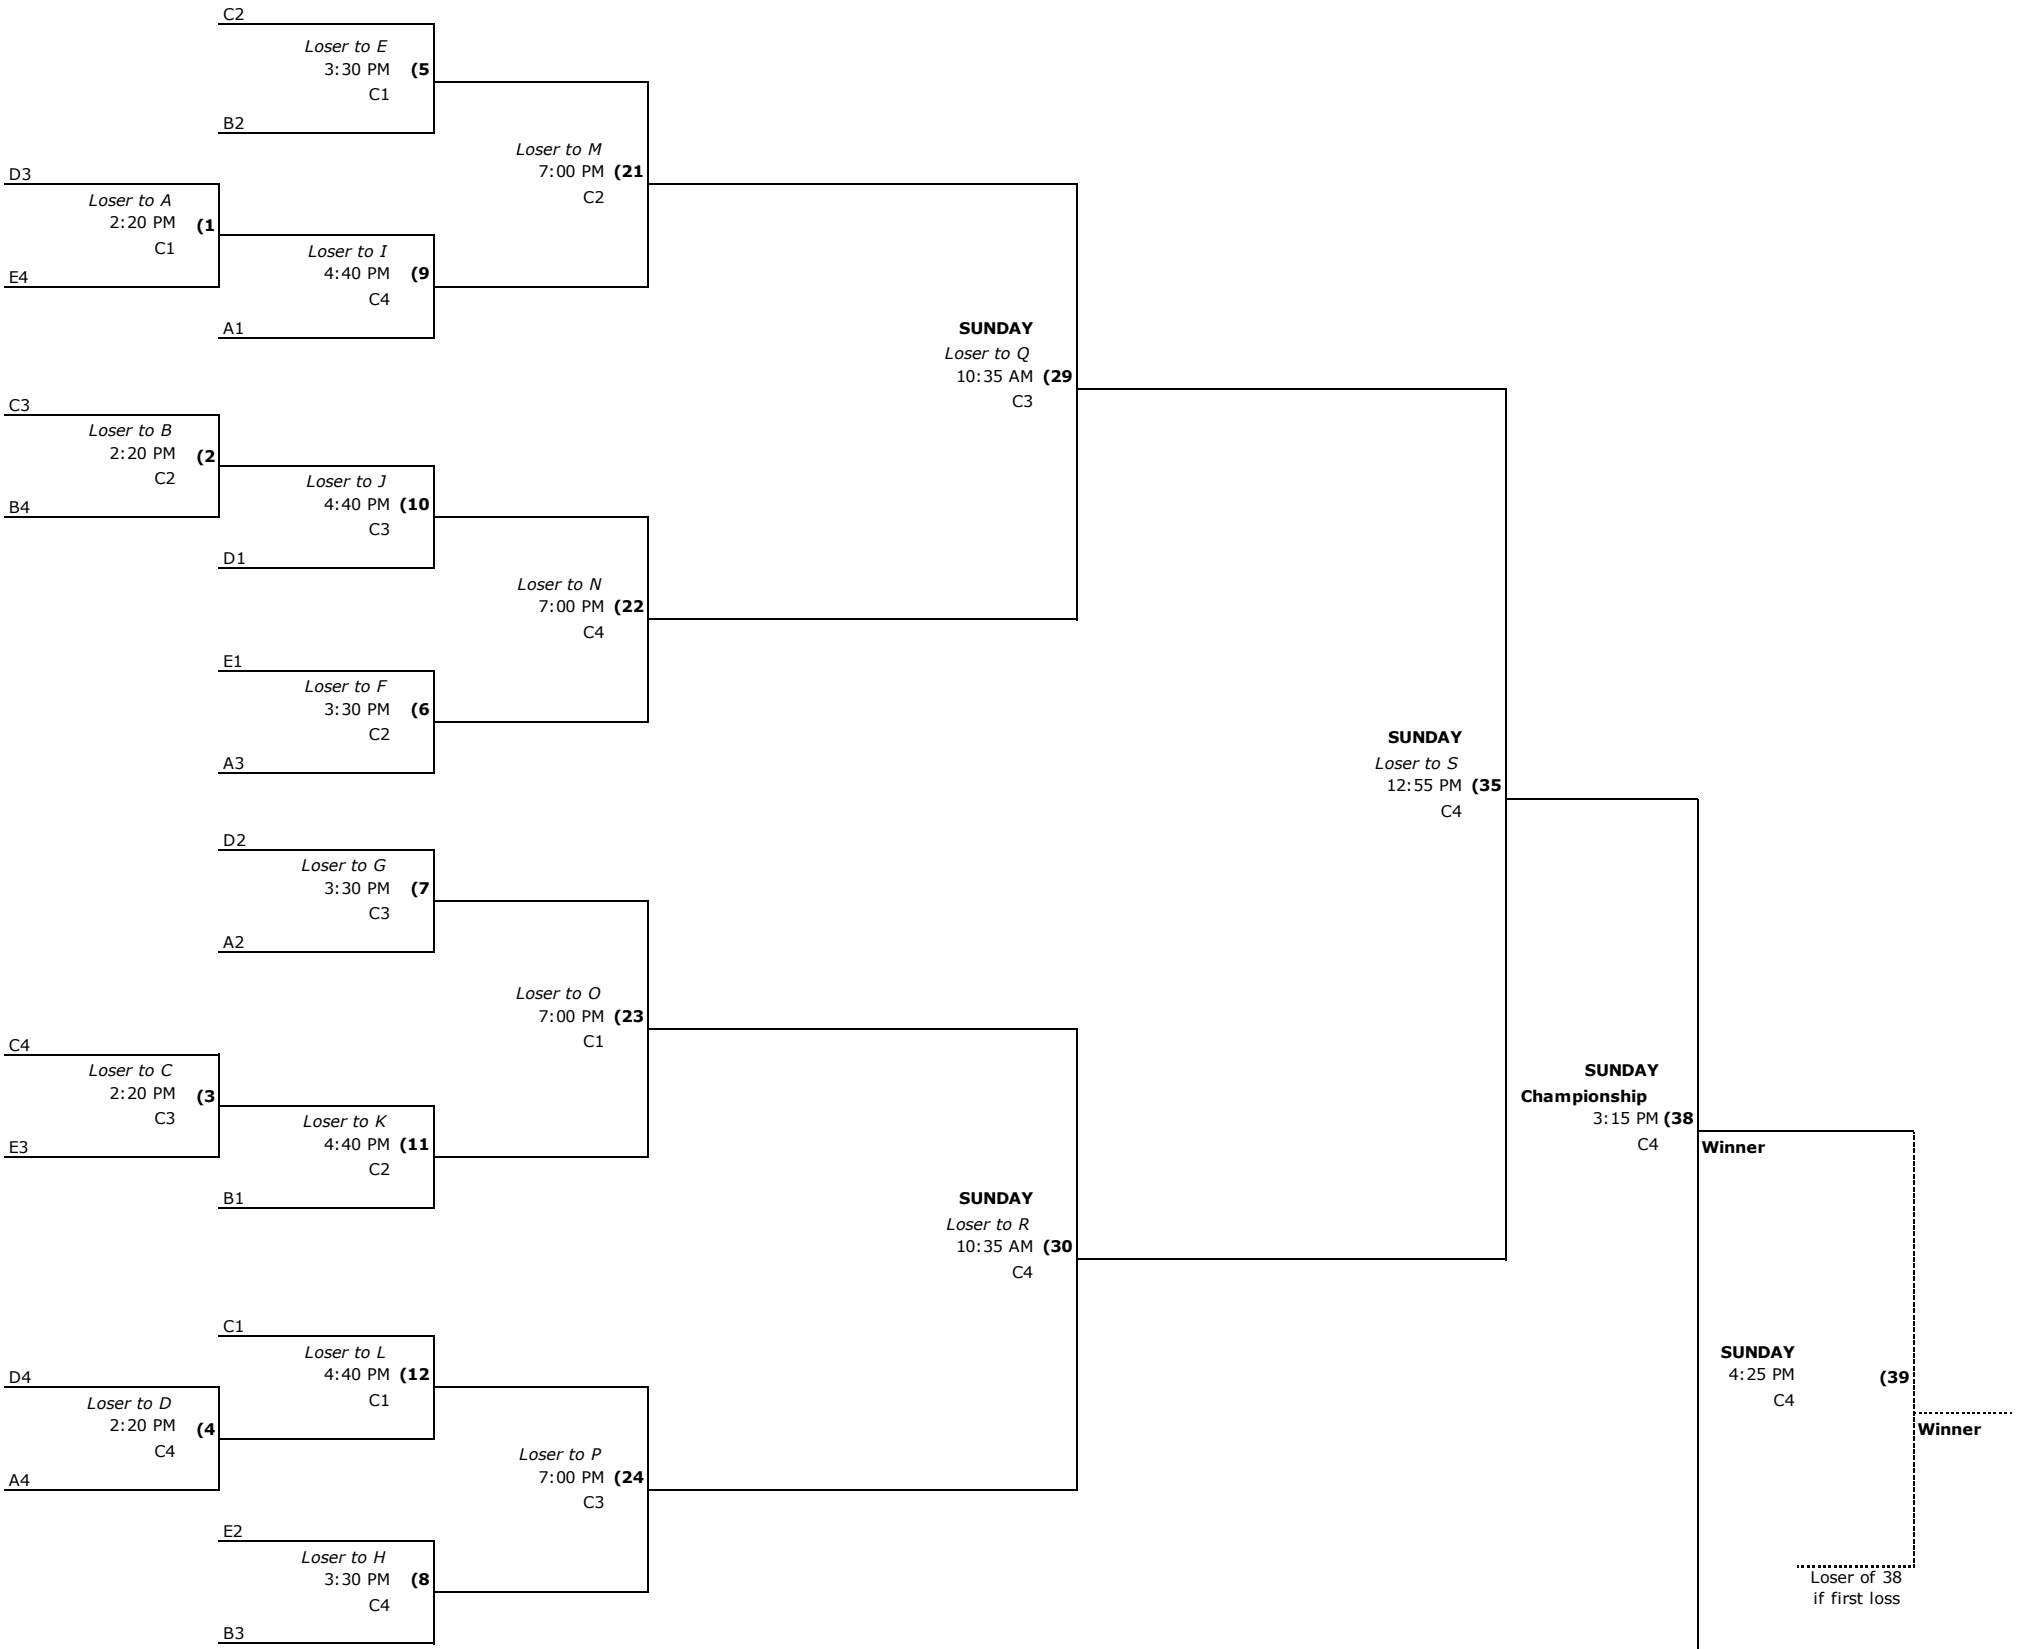 C2
Loser to E
3:30 PM (5
C1
B2
Loser to M
7:00 PM (21
C2
D3
Loser to A
2:20 PM (1
C1
E4
Loser to I
4:40 PM (9
C4
A1
SUNDAY
Loser to Q
10:35 AM (29
C3
C3
Loser to B
2:20 PM (2
C2
B4
Loser to J
4:40 PM (10
C3
D1
Loser to N
7:00 PM (22
C4
E1
Loser to F
3:30 PM (6
C2
A3
SUNDAY
Loser to S
12:55 PM (35
C4
D2
Loser to G
3:30 PM (7
C3
A2
Loser to O
7:00 PM (23
C1
C4
Loser to C
2:20 PM (3
C3
E3
Loser to K
4:40 PM (11
C2
B1
SUNDAY
Championship
3:15 PM (38
C4
Winner
SUNDAY
Loser to R
10:35 AM (30
C4
C1
Loser to L
4:40 PM (12
C1
D4
Loser to D
2:20 PM (4
C4
A4
Loser to P
7:00 PM (24
C3
SUNDAY
4:25 PM (39
C4
Winner
E2
Loser to H
3:30 PM (8
C4
B3
Loser of 38
if first loss